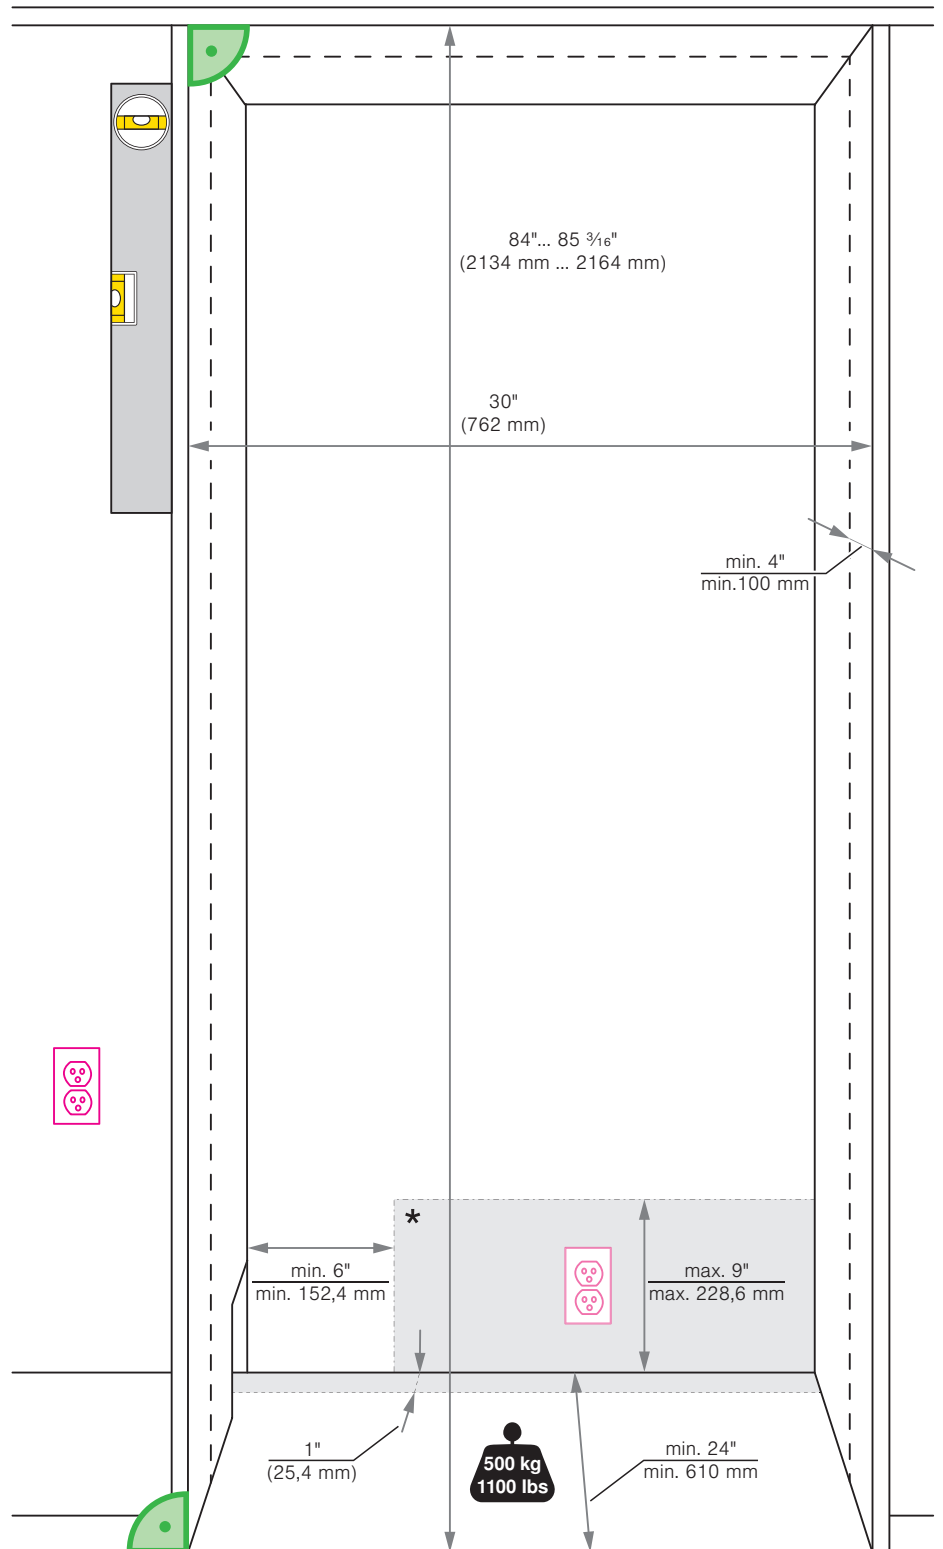 84"... 85 ³⁄₁₆"
(2134 mm ... 2164 mm)
30"
(762 mm)
min. 4"
min.100 mm
*
min. 6"
min. 152,4 mm
max. 9"
max. 228,6 mm
1"
(25,4 mm)
500 kg
1100 lbs
min. 24"
min. 610 mm